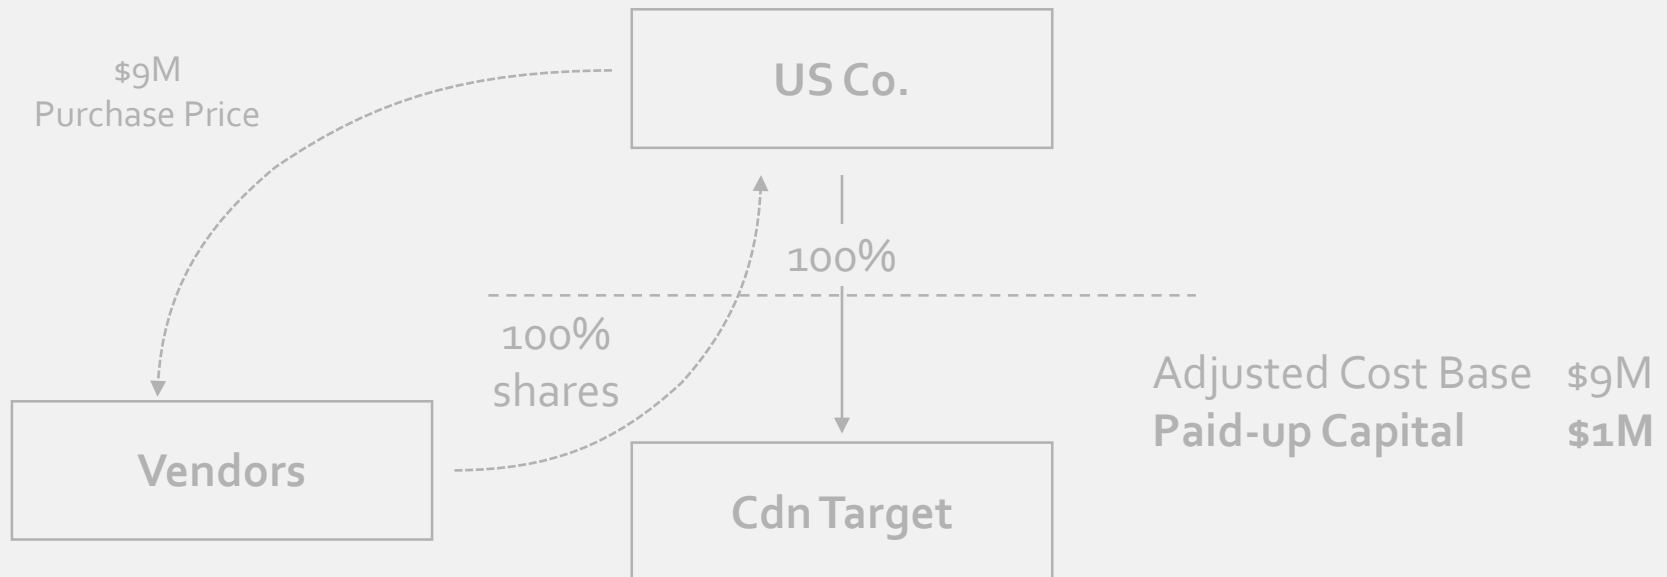 $9M
Purchase Price
US Co.
100%
100%
shares
Adjusted Cost Base $9M
Paid-up Capital $1M
Vendors
Cdn Target